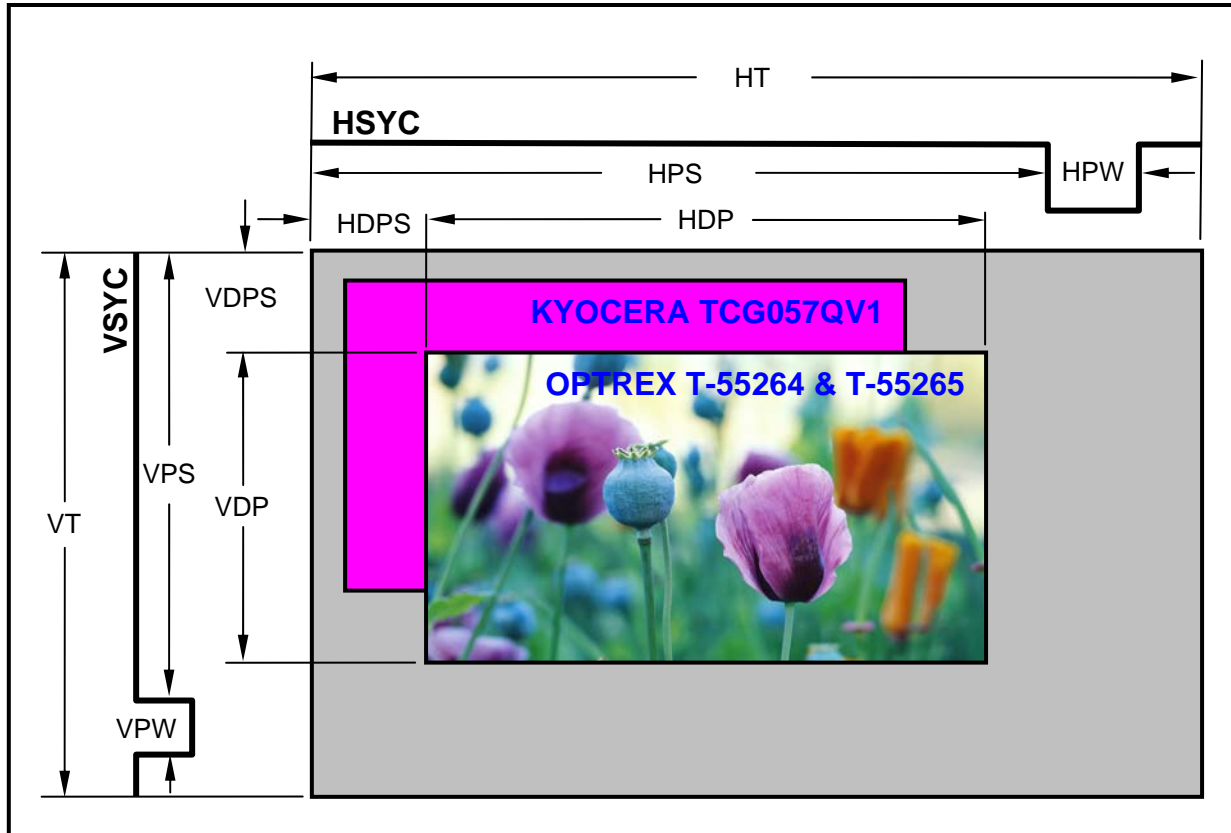 HT
HSYC
HPS
HPW
HDPS
HDP
VSYC
VDPS
KYOCERA TCG057QV1
OPTREX T-55264 & T-55265
VPS
VDP
VT
VPW